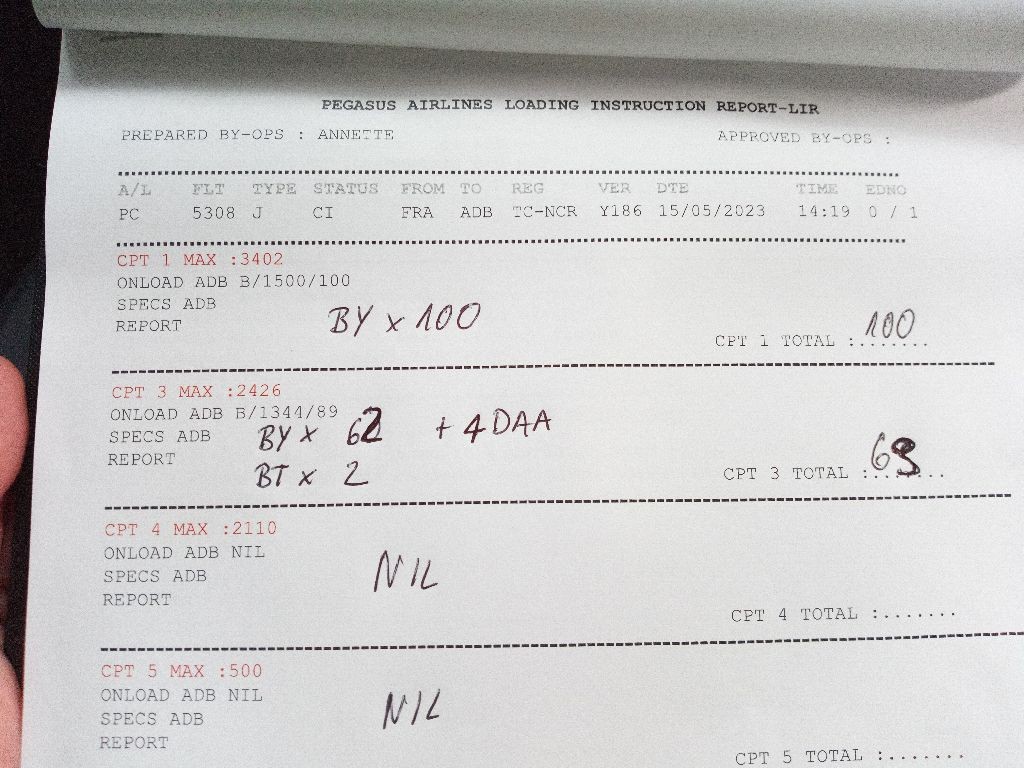 PEGASUS AIRLINES LOADING INSTRUCTION REPORT-LIR
PREPARED BY-OPS : ANNETTE APPROVED BY-OPS :
A/L FLT TYPE STATUS FROM TO REG VER DTE TIME EDNO
PC 5308 J CI FRA ADB TC-NCR Y186 15/05/2023 14:19 0 / 1
CPT 1 MAX :3402
ONLOAD ADB B/1500/100
SPECS ADB
REPORT BY x 100
CPT 1 TOTAL :100
CPT 3 MAX :2426
ONLOAD ADB B/1344/89
SPECS ADB BY x 62 + 4 DAA
REPORT BT x 2
CPT 3 TOTAL :
CPT 4 MAX :2110
ONLOAD ADB NIL
SPECS ADB NIL
REPORT
CPT 4 TOTAL :.......
CPT 5 MAX :500
ONLOAD ADB NIL
SPECS ADB NIL
REPORT
CPT 5 TOTAL :.......